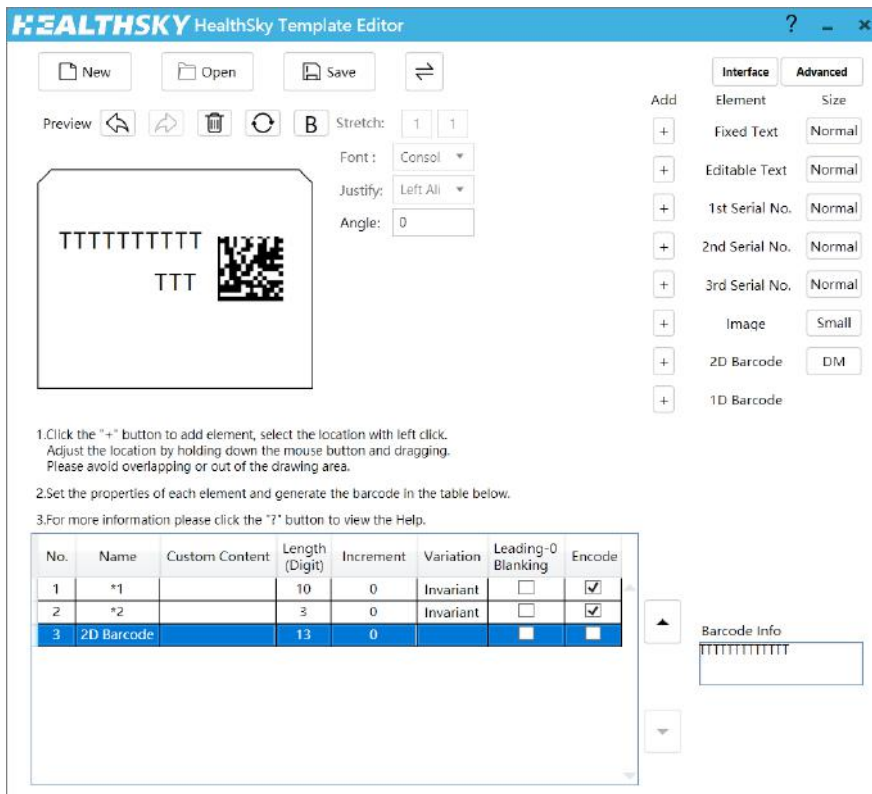 HEALTHSKY HealthSky Template Editor ? _ ×
New Open Save
Interface Advanced
Add Element Size
Preview B Stretch: 1 1
Font : Consol
Justify: Left Ali
Angle: 0
TTTTTTTTTT
TTT
+ Fixed Text Normal
+ Editable Text Normal
+ 1st Serial No. Normal
+ 2nd Serial No. Normal
+ 3rd Serial No. Normal
+ Image Small
+ 2D Barcode DM
+ 1D Barcode
1.Click the "+" button to add element, select the location with left click.
Adjust the location by holding down the mouse button and dragging.
Please avoid overlapping or out of the drawing area.
2.Set the properties of each element and generate the barcode in the table below.
3.For more information please click the "?" button to view the Help.
No. Name Custom Content Length (Digit) Increment Variation Leading-0 Blanking Encode
1 *1 10 0 Invariant
2 *2 3 0 Invariant
3 2D Barcode 13 0
Barcode Info
TTTTTTTTTTTTT